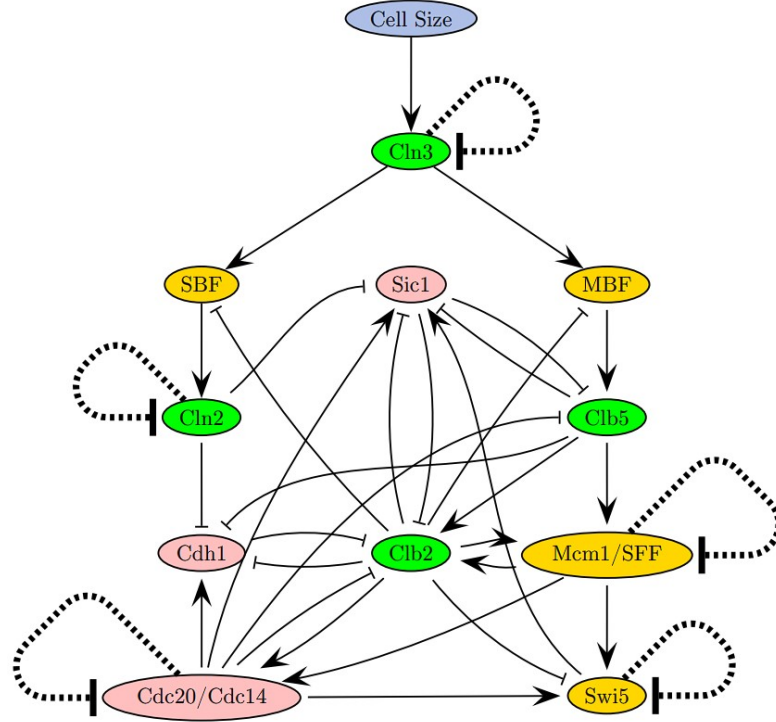 Cell Size
Cln3
SBF
Sic1
MBF
Cln2
Clb5
Cdh1
Clb2
Mcm1/SFF
Cdc20/Cdc14
Swi5